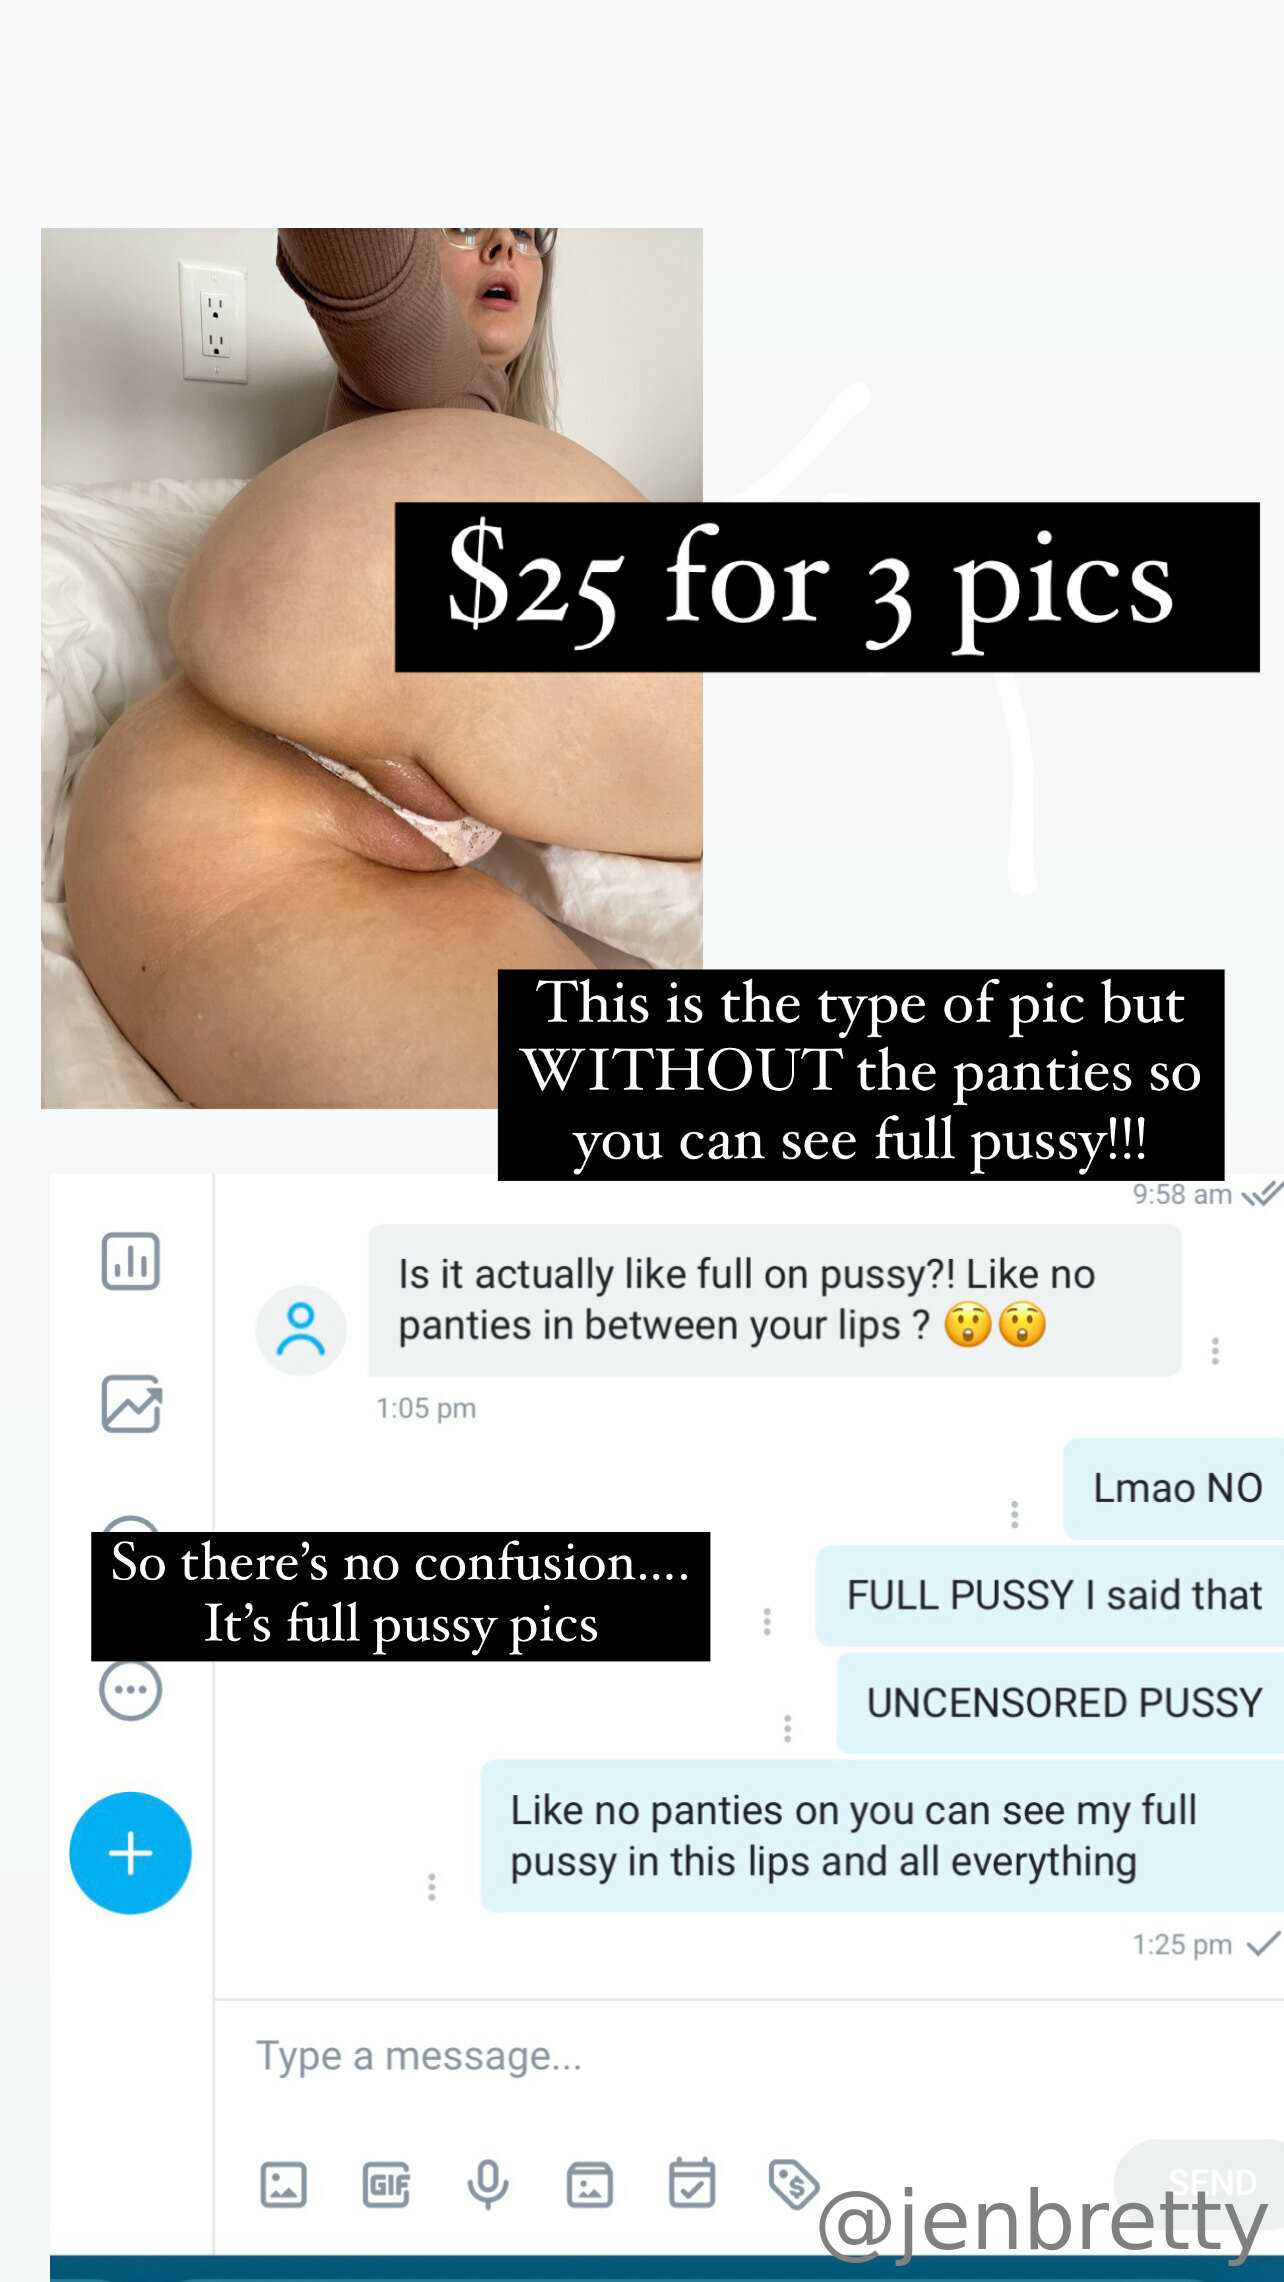 $25 for 3 pics
This is the type of pic but
WITHOUT the panties so
you can see full pussy!!!
9:58 am
Is it actually like full on pussy?! Like no
panties in between your lips ? 😲😲
1:05 pm
Lmao NO
FULL PUSSY I said that
So there's no confusion....
It's full pussy pics
UNCENSORED PUSSY
Like no panties on you can see my full
pussy in this lips and all everything
1:25 pm
Type a message...
GIF
SEND
@jenbretty